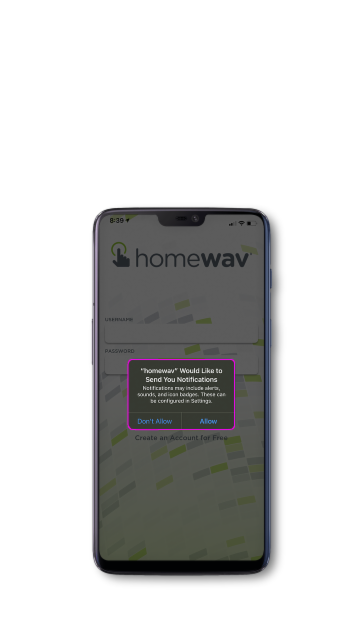 8:39
homewav
USERNAME
PASSWORD
"homewav" Would Like to
Send You Notifications
Notifications may include alerts,
sounds, and icon badges. These can
be configured in Settings.
Don't Allow
Allow
Create an Account for Free